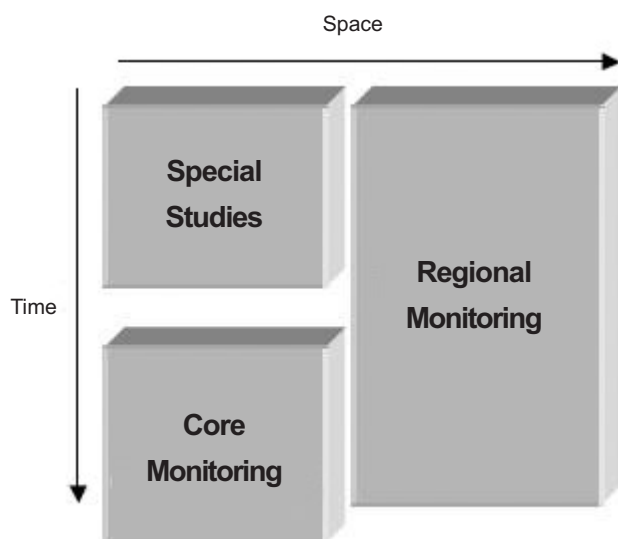 Space
Special
Studies
Regional
Monitoring
Time
Core
Monitoring